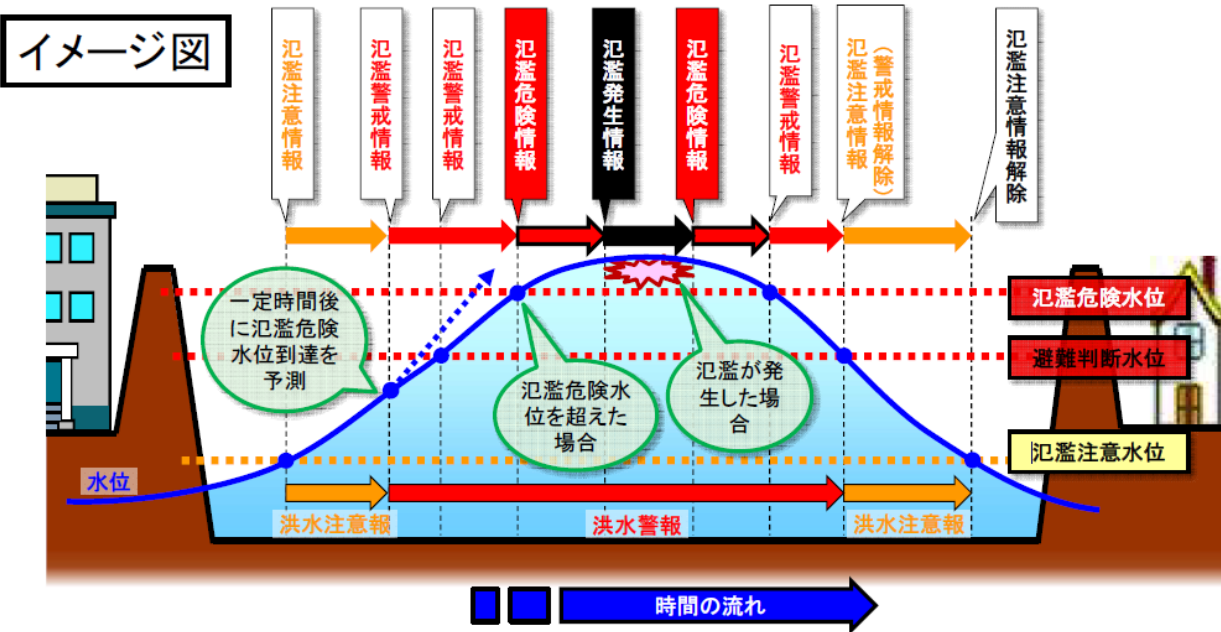 イメージ図
氾濫注意情報
氾濫警戒情報
氾濫警戒情報
氾濫危険情報
氾濫発生情報
氾濫危険情報
氾濫警戒情報
氾濫注意情報
（警戒情報解除）
氾濫注意情報解除
一定時間後
に氾濫危険
水位到達を
予測
氾濫危険水
位を超えた
場合
氾濫が発
生した場
合
氾濫危険水位
避難判断水位
氾濫注意水位
水位
洪水注意報
洪水警報
洪水注意報
時間の流れ